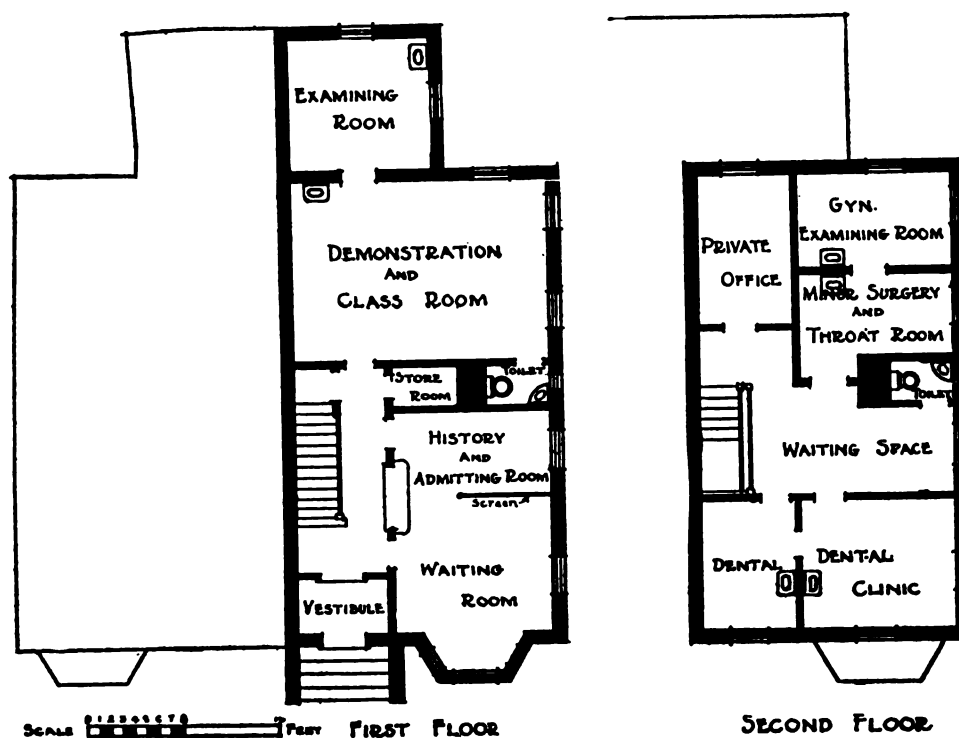 EXAMINING
ROOM
DEMONSTRATION
AND
CLASS ROOM
STORE
ROOM
TOILET
HISTORY
AND
ADMITTING ROOM
SCREEN
WAITING
ROOM
VESTIBULE
SCALE
FEET
FIRST FLOOR
GYN.
EXAMINING ROOM
PRIVATE
OFFICE
MINOR SURGERY
AND
THROAT ROOM
TOILET
WAITING SPACE
DENTAL
DENTAL
CLINIC
SECOND FLOOR